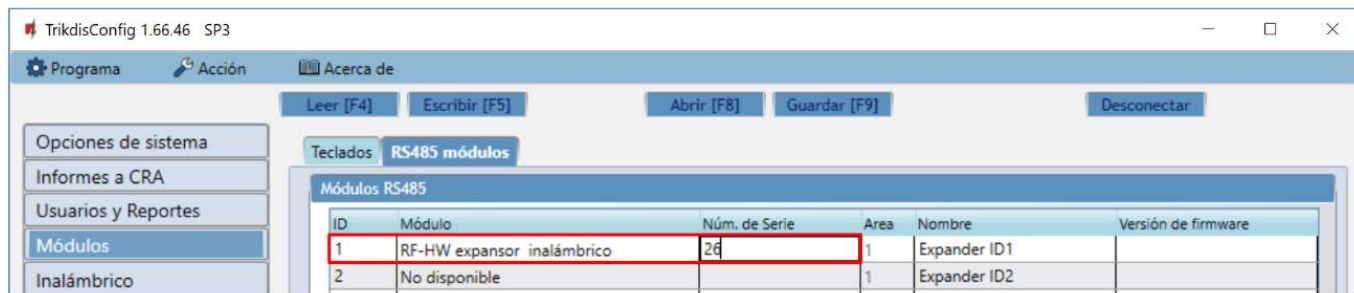 TrikdisConfig 1.66.46 SP3
Programa Acción Acerca de
Leer [F4] Escribir [F5] Abrir [F8] Guardar [F9] Desconectar
Opciones de sistema
Informes a CRA
Usuarios y Reportes
Módulos
Inalámbrico
Teclados RS485 módulos
Módulos RS485
ID Módulo Núm. de Serie Area Nombre Versión de firmware
1 RF-HW expansor inalámbrico 26 1 Expander ID1
2 No disponible 1 Expander ID2